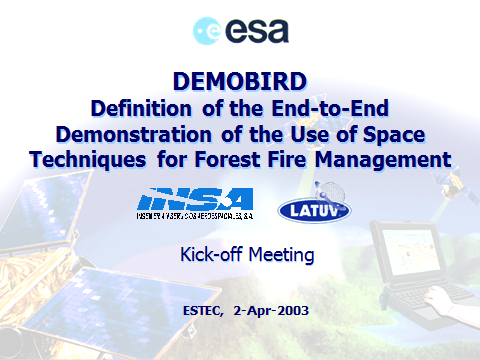 esa
DEMOBIRD
Definition of the End-to-End
Demonstration of the Use of Space
Techniques for Forest Fire Management
INSA
LATUV
Kick-off Meeting
ESTEC, 2-Apr-2003